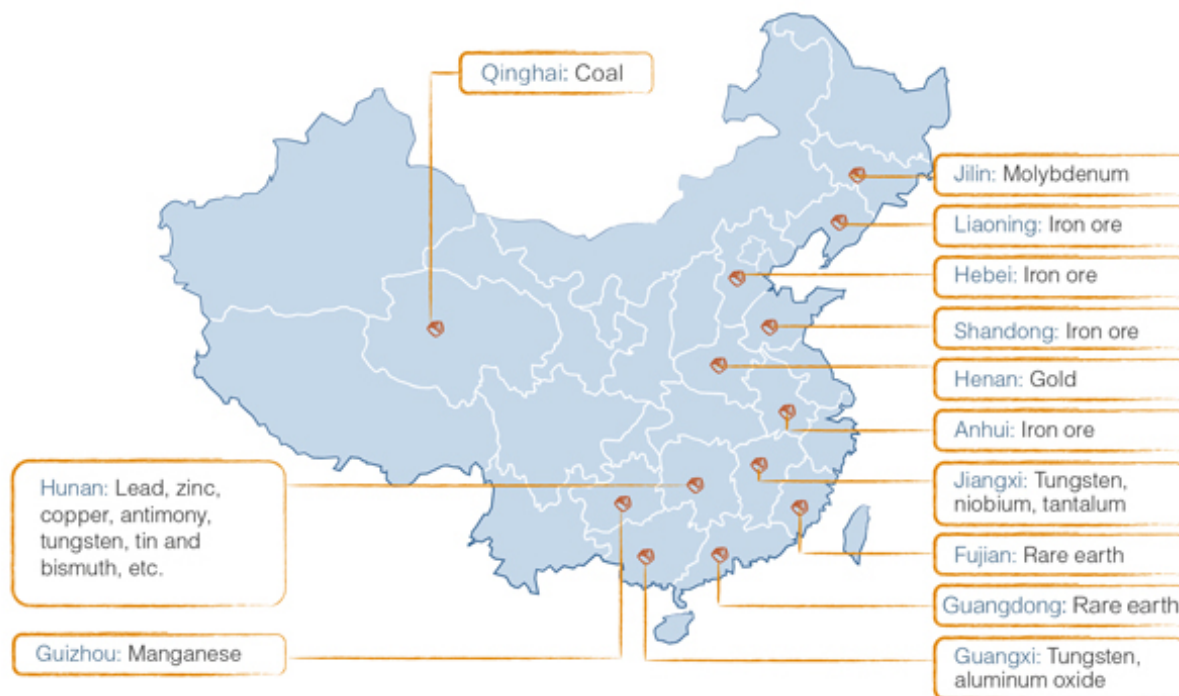 Qinghai: Coal
Jilin: Molybdenum
Liaoning: Iron ore
Hebei: Iron ore
Shandong: Iron ore
Henan: Gold
Anhui: Iron ore
Jiangxi: Tungsten,
niobium, tantalum
Fujian: Rare earth
Guangdong: Rare earth
Guangxi: Tungsten,
aluminum oxide
Hunan: Lead, zinc,
copper, antimony,
tungsten, tin and
bismuth, etc.
Guizhou: Manganese